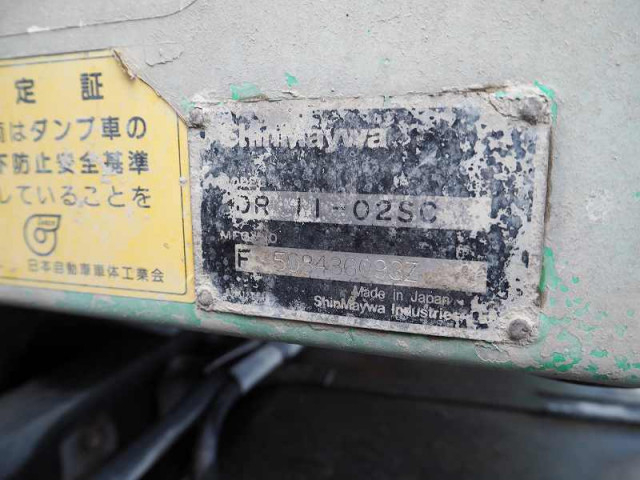 定 証
はダンプ車の
下防止安全基準
していることを
日本自動車車体工業会
ShinMaywa
DR 11-02SC
Made in Japan
ShinMaywa Industries